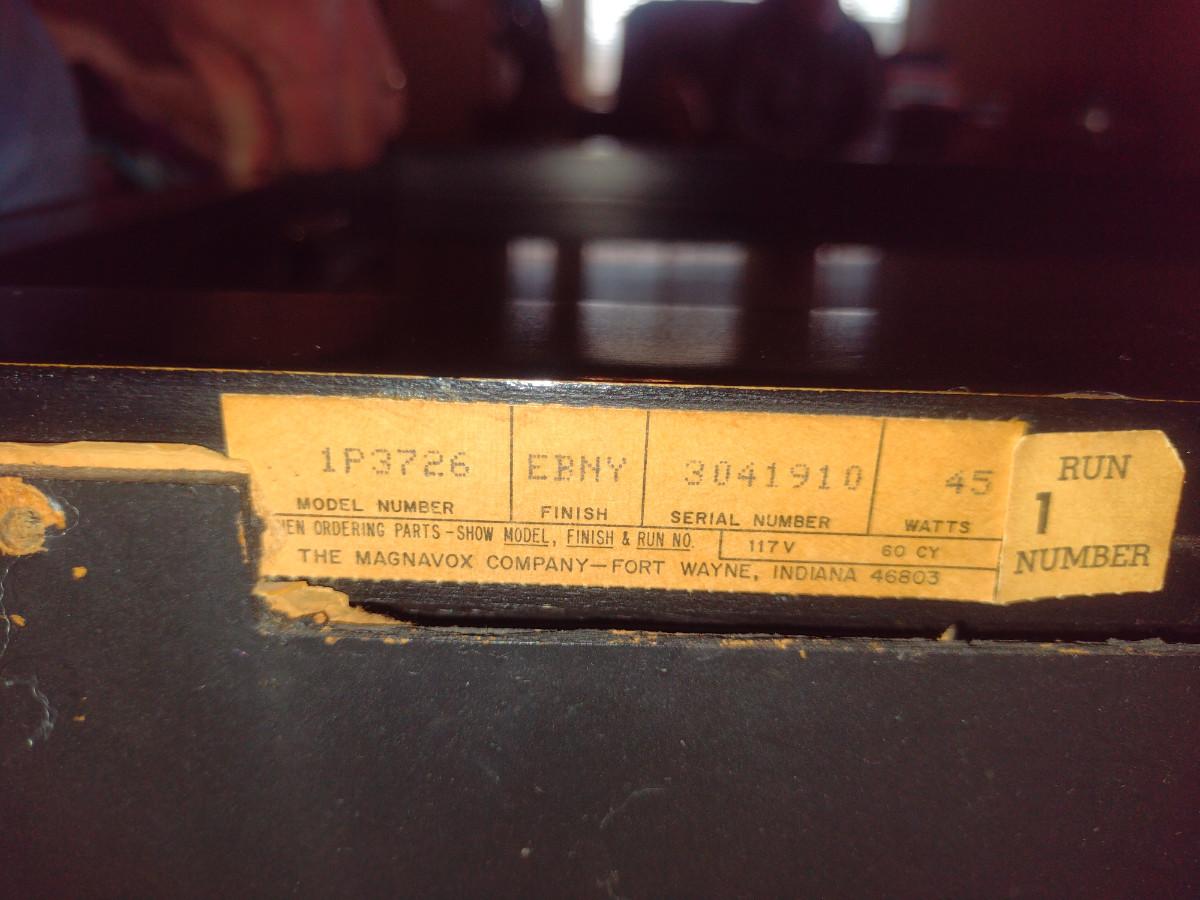 1P3726 EBNY 3041910 45
MODEL NUMBER FINISH SERIAL NUMBER WATTS
ORDERING PARTS-SHOW MODEL, FINISH & RUN NO. 117V 60 CY
THE MAGNAVOX COMPANY-FORT WAYNE, INDIANA 46803
RUN
1
NUMBER